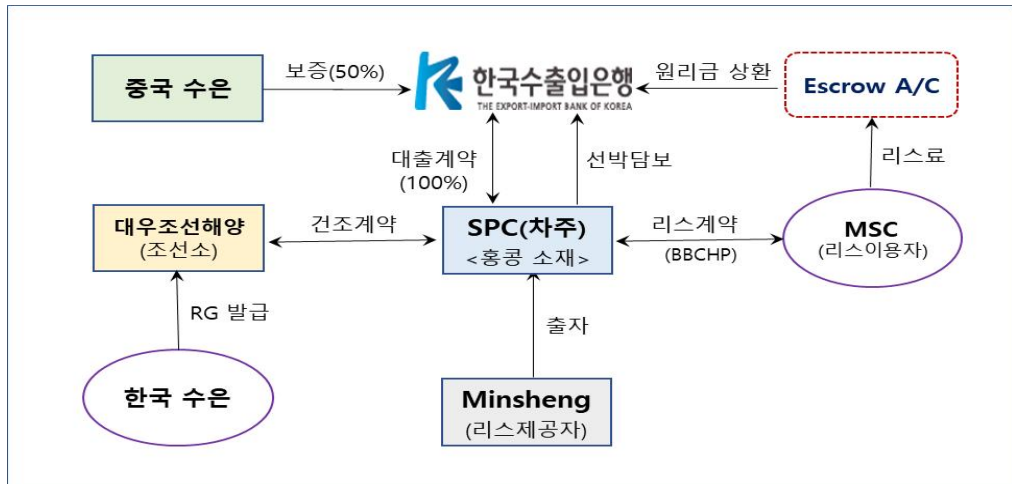 중국 수은
보증(50%)
한국수출입은행
THE EXPORT-IMPORT BANK OF KOREA
원리금 상환
Escrow A/C
대출계약
(100%)
선박담보
리스료
대우조선해양
(조선소)
건조계약
SPC(차주)
<홍콩 소재>
리스계약
(BBCHP)
MSC
(리스이용자)
RG 발급
출자
한국 수은
Minsheng
(리스제공자)